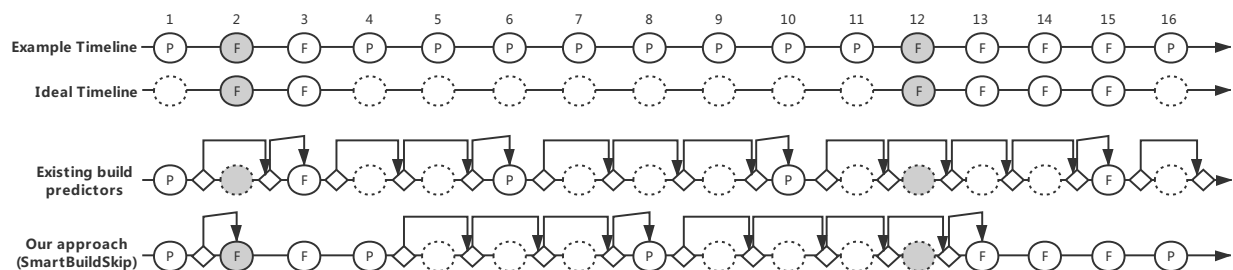 1 2 3 4 5 6 7 8 9 10 11 12 13 14 15 16
Example Timeline P F F P P P P P P P P F F F F P
Ideal Timeline F F F F F F
Existing build
predictors
P F P P F
Our approach
(SmartBuildSkip)
P F F P P F F F P